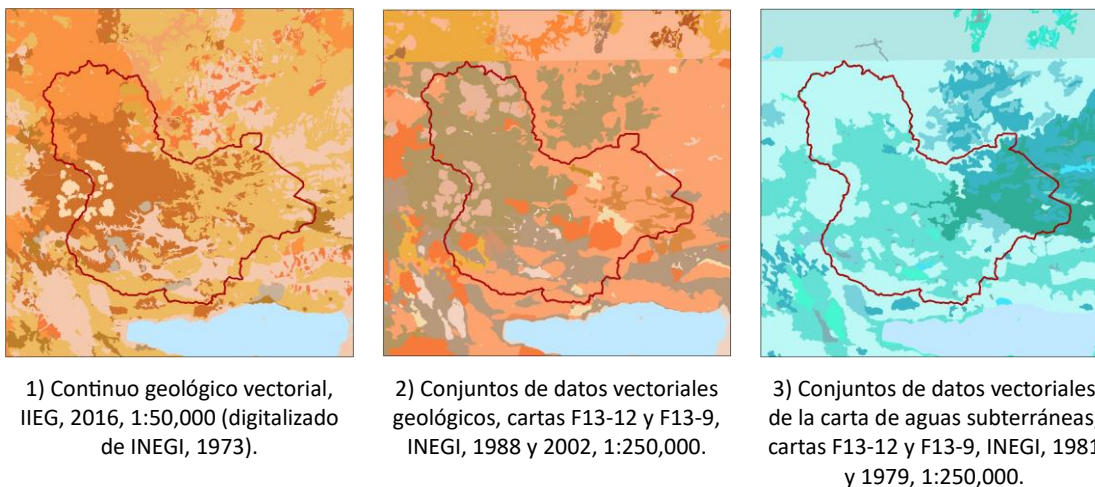 1) Continuo geológico vectorial,
IIEG, 2016, 1:50,000 (digitalizado
de INEGI, 1973).
2) Conjuntos de datos vectoriales
geológicos, cartas F13-12 y F13-9,
INEGI, 1988 y 2002, 1:250,000.
3) Conjuntos de datos vectoriales
de la carta de aguas subterráneas,
cartas F13-12 y F13-9, INEGI, 1981
y 1979, 1:250,000.